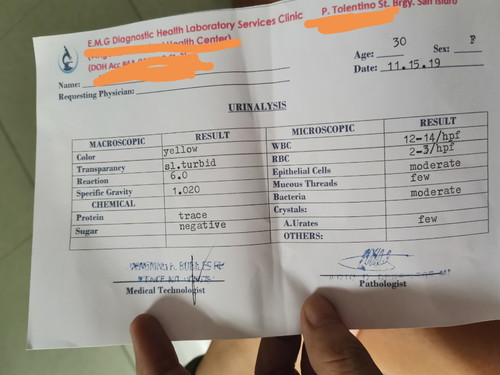 E.M.G Diagnostic Health Laboratory Services Clinic
P. Tolentino St. Brgy. San Isidro
Health Center)
(DOH Acc
Name:
Age: 30 Sex: F
Requesting Physician:
Date: 11.15.19
URINALYSIS
MACROSCOPIC RESULT
Color yellow
Transparancy sl.turbid
Reaction 6.0
Specific Gravity 1.020
CHEMICAL
Protein trace
Sugar negative
MICROSCOPIC RESULT
WBC 12-14/hpf
RBC 2-3/hpf
Epithelial Cells moderate
Mucous Threads few
Bacteria moderate
Crystals:
A.Urates few
OTHERS:
Medical Technologist
Pathologist